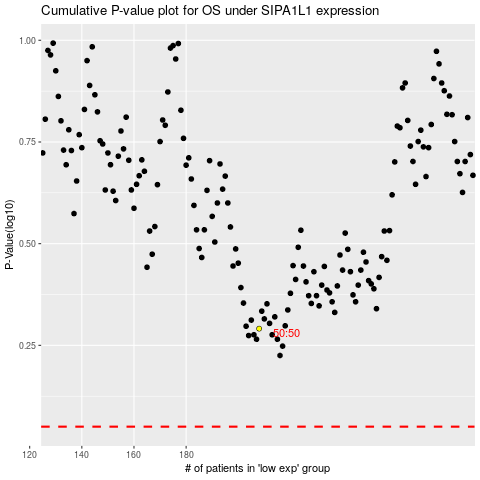 Cumulative P-value plot for OS under SIPA1L1 expression
P-Value(log10)
1.00
0.75
0.50
0.25
50:50
120 140 160 180
# of patients in 'low exp' group